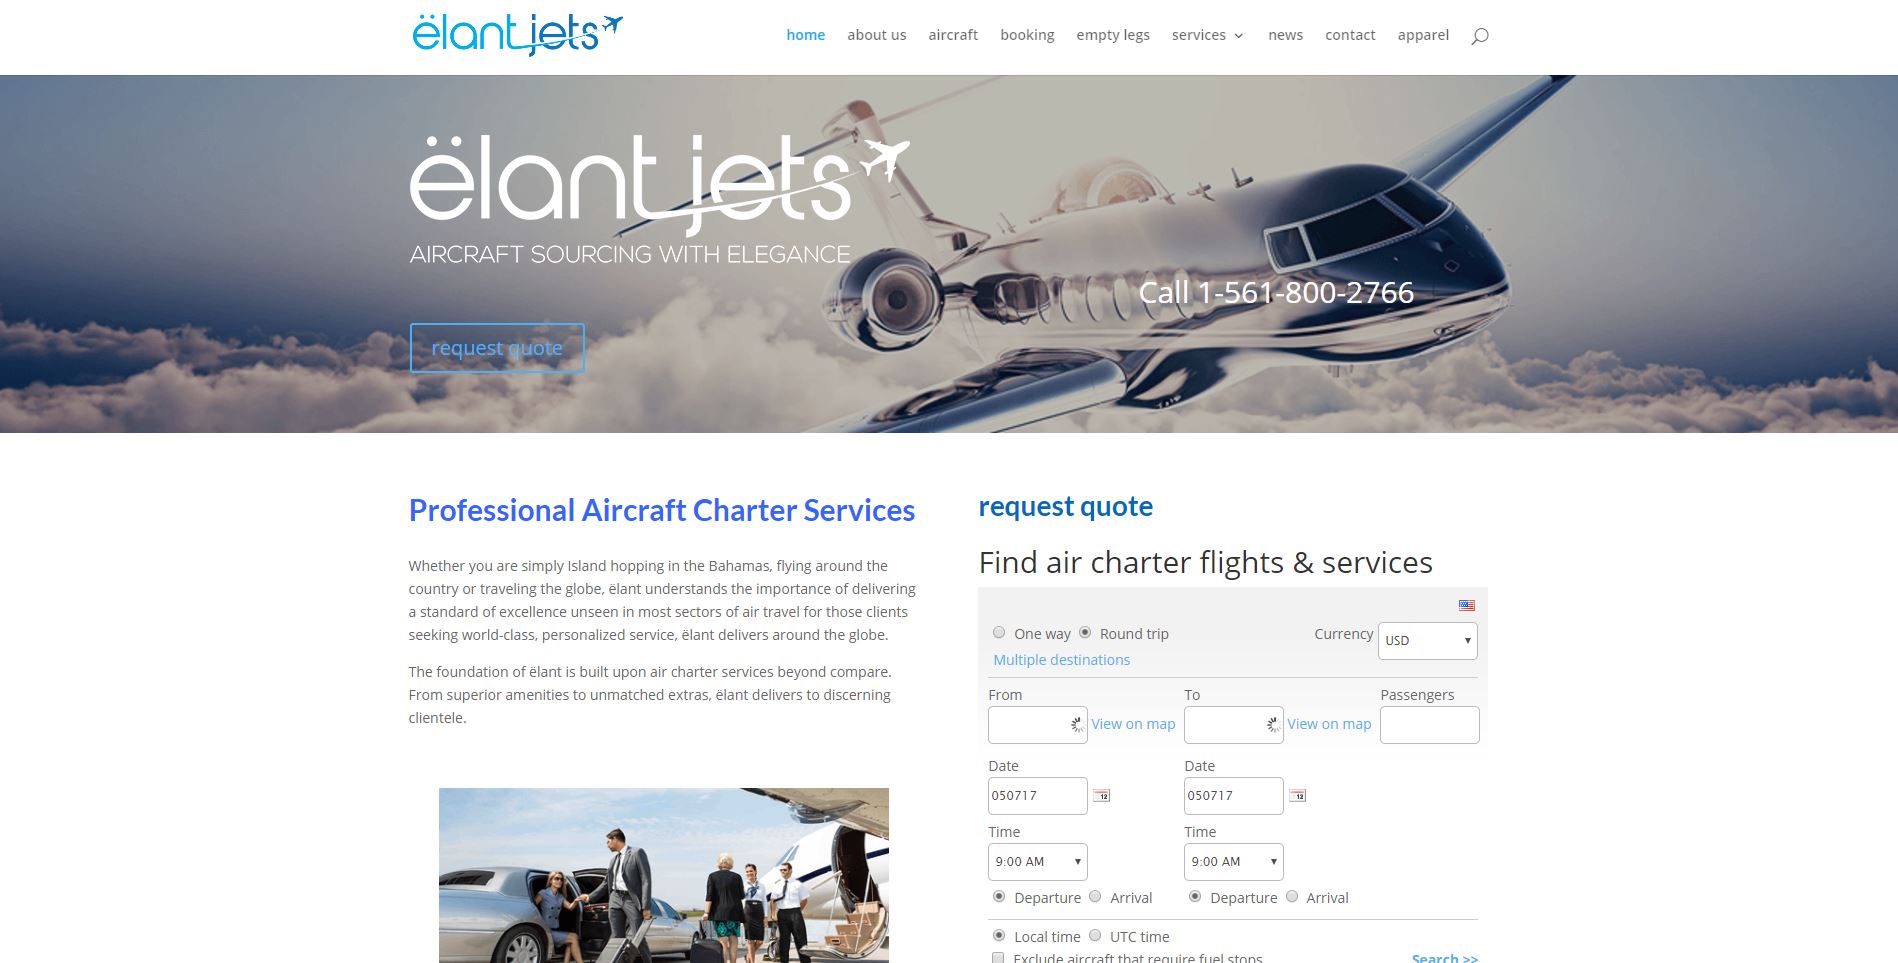 ëlant jets
home about us aircraft booking empty legs services news contact apparel
ëlant jets
AIRCRAFT SOURCING WITH ELEGANCE
Call 1-561-800-2766
request quote
Professional Aircraft Charter Services
Whether you are simply Island hopping in the Bahamas, flying around the
country or traveling the globe, ëlant understands the importance of delivering
a standard of excellence unseen in most sectors of air travel for those clients
seeking world-class, personalized service, ëlant delivers around the globe.
The foundation of ëlant is built upon air charter services beyond compare.
From superior amenities to unmatched extras, ëlant delivers to discerning
clientele.
request quote
Find air charter flights & services
One way Round trip Currency USD
Multiple destinations
From To Passengers
View on map View on map
Date Date
050717 12 050717 12
Time Time
9:00 AM 9:00 AM
Departure Arrival Departure Arrival
Local time UTC time
Exclude aircraft that require fuel stops Search >>